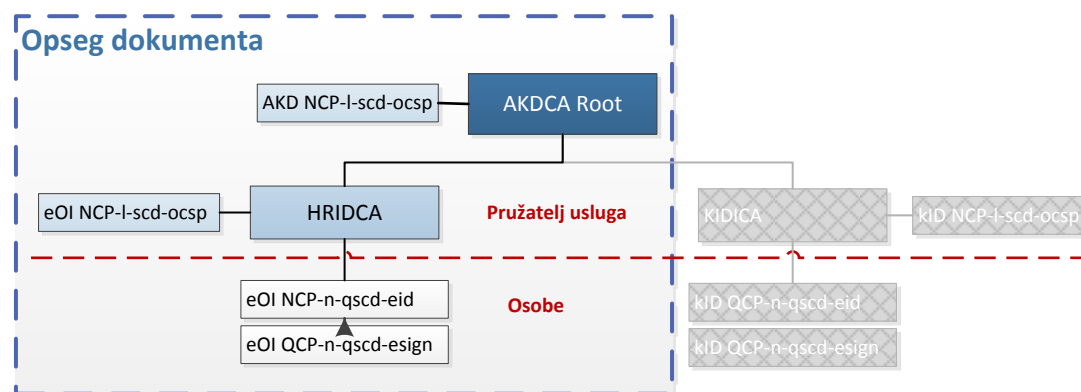 Opseg dokumenta
AKD NCP-l-scd-ocsp
AKDCA Root
eOI NCP-l-scd-ocsp
HRIDCA
Pružatelj usluga
KIDICA
kID NCP-l-scd-ocsp
eOI NCP-n-qscd-eid
eOI QCP-n-qscd-esign
Osobe
kID QCP-n-qscd-eid
kID QCP-n-qscd-esign